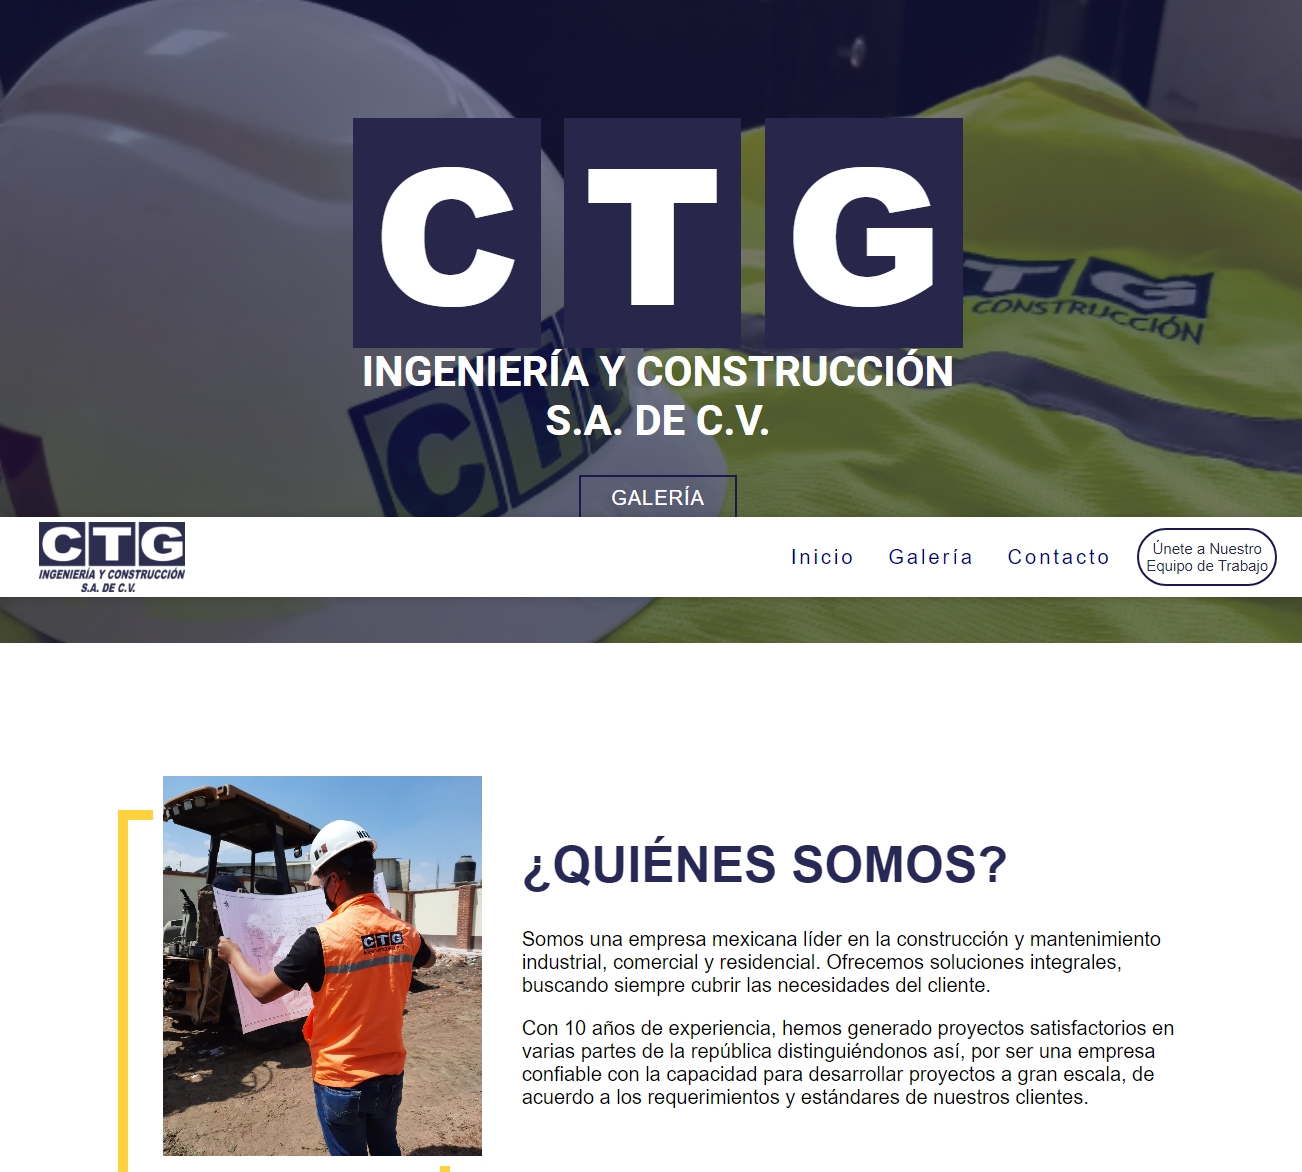 CTG
INGENIERÍA Y CONSTRUCCIÓN
S.A. DE C.V.
TG
CONSTRUCCIÓN
CTG
GALERÍA
CTG
INGENIERÍA Y CONSTRUCCIÓN
S.A. DE C.V.
Inicio
Galería
Contacto
Únete a Nuestro
Equipo de Trabajo
CTG
¿QUIÉNES SOMOS?
Somos una empresa mexicana líder en la construcción y mantenimiento
industrial, comercial y residencial. Ofrecemos soluciones integrales,
buscando siempre cubrir las necesidades del cliente.
Con 10 años de experiencia, hemos generado proyectos satisfactorios en
varias partes de la república distinguiéndonos así, por ser una empresa
confiable con la capacidad para desarrollar proyectos a gran escala, de
acuerdo a los requerimientos y estándares de nuestros clientes.